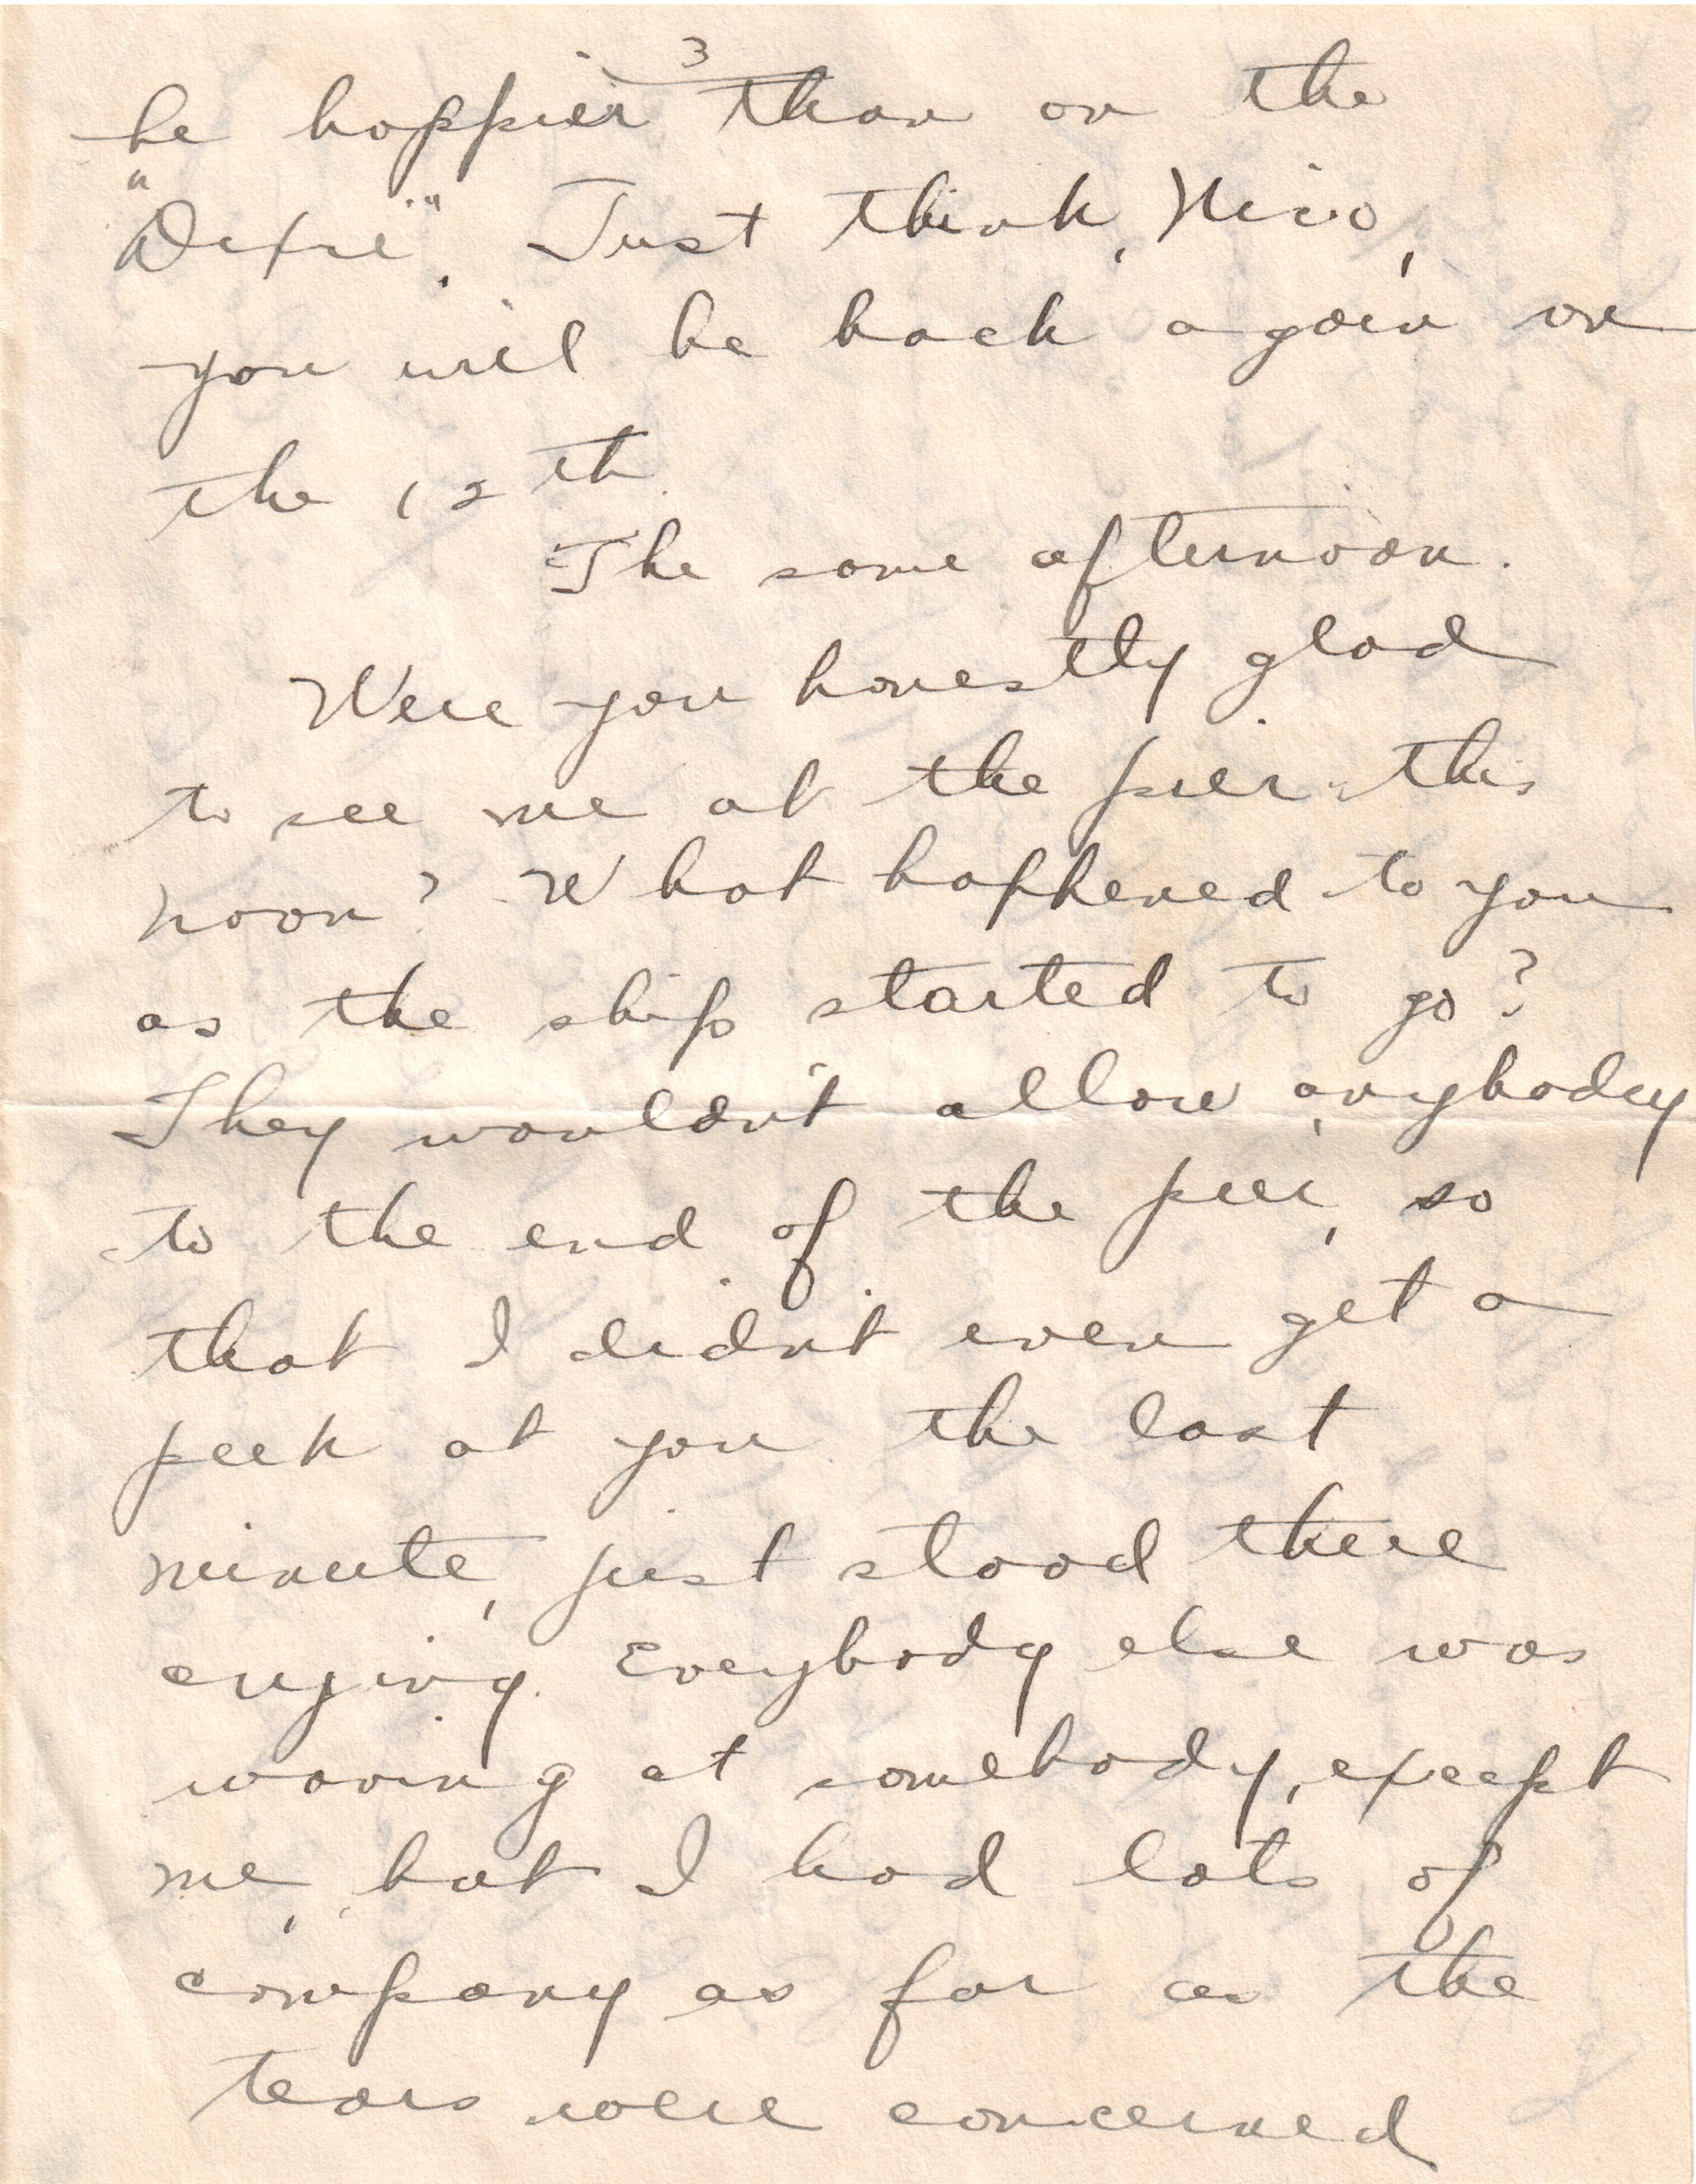 3
be happier than on the
"Dixie". Just think, Nino,
you will be back again on
the 12th.
The same afternoon.
Were you honestly glad
to see me at the pier this
noon? What happened to you
as the ship started to go?
They wouldn't allow anybody
to the end of the pier, so
that I didn't even get a
peek at you the last
minute, just stood there
crying. Everybody else was
waving at somebody, except
me, but I had lots of
company as far as the
tears were concerned